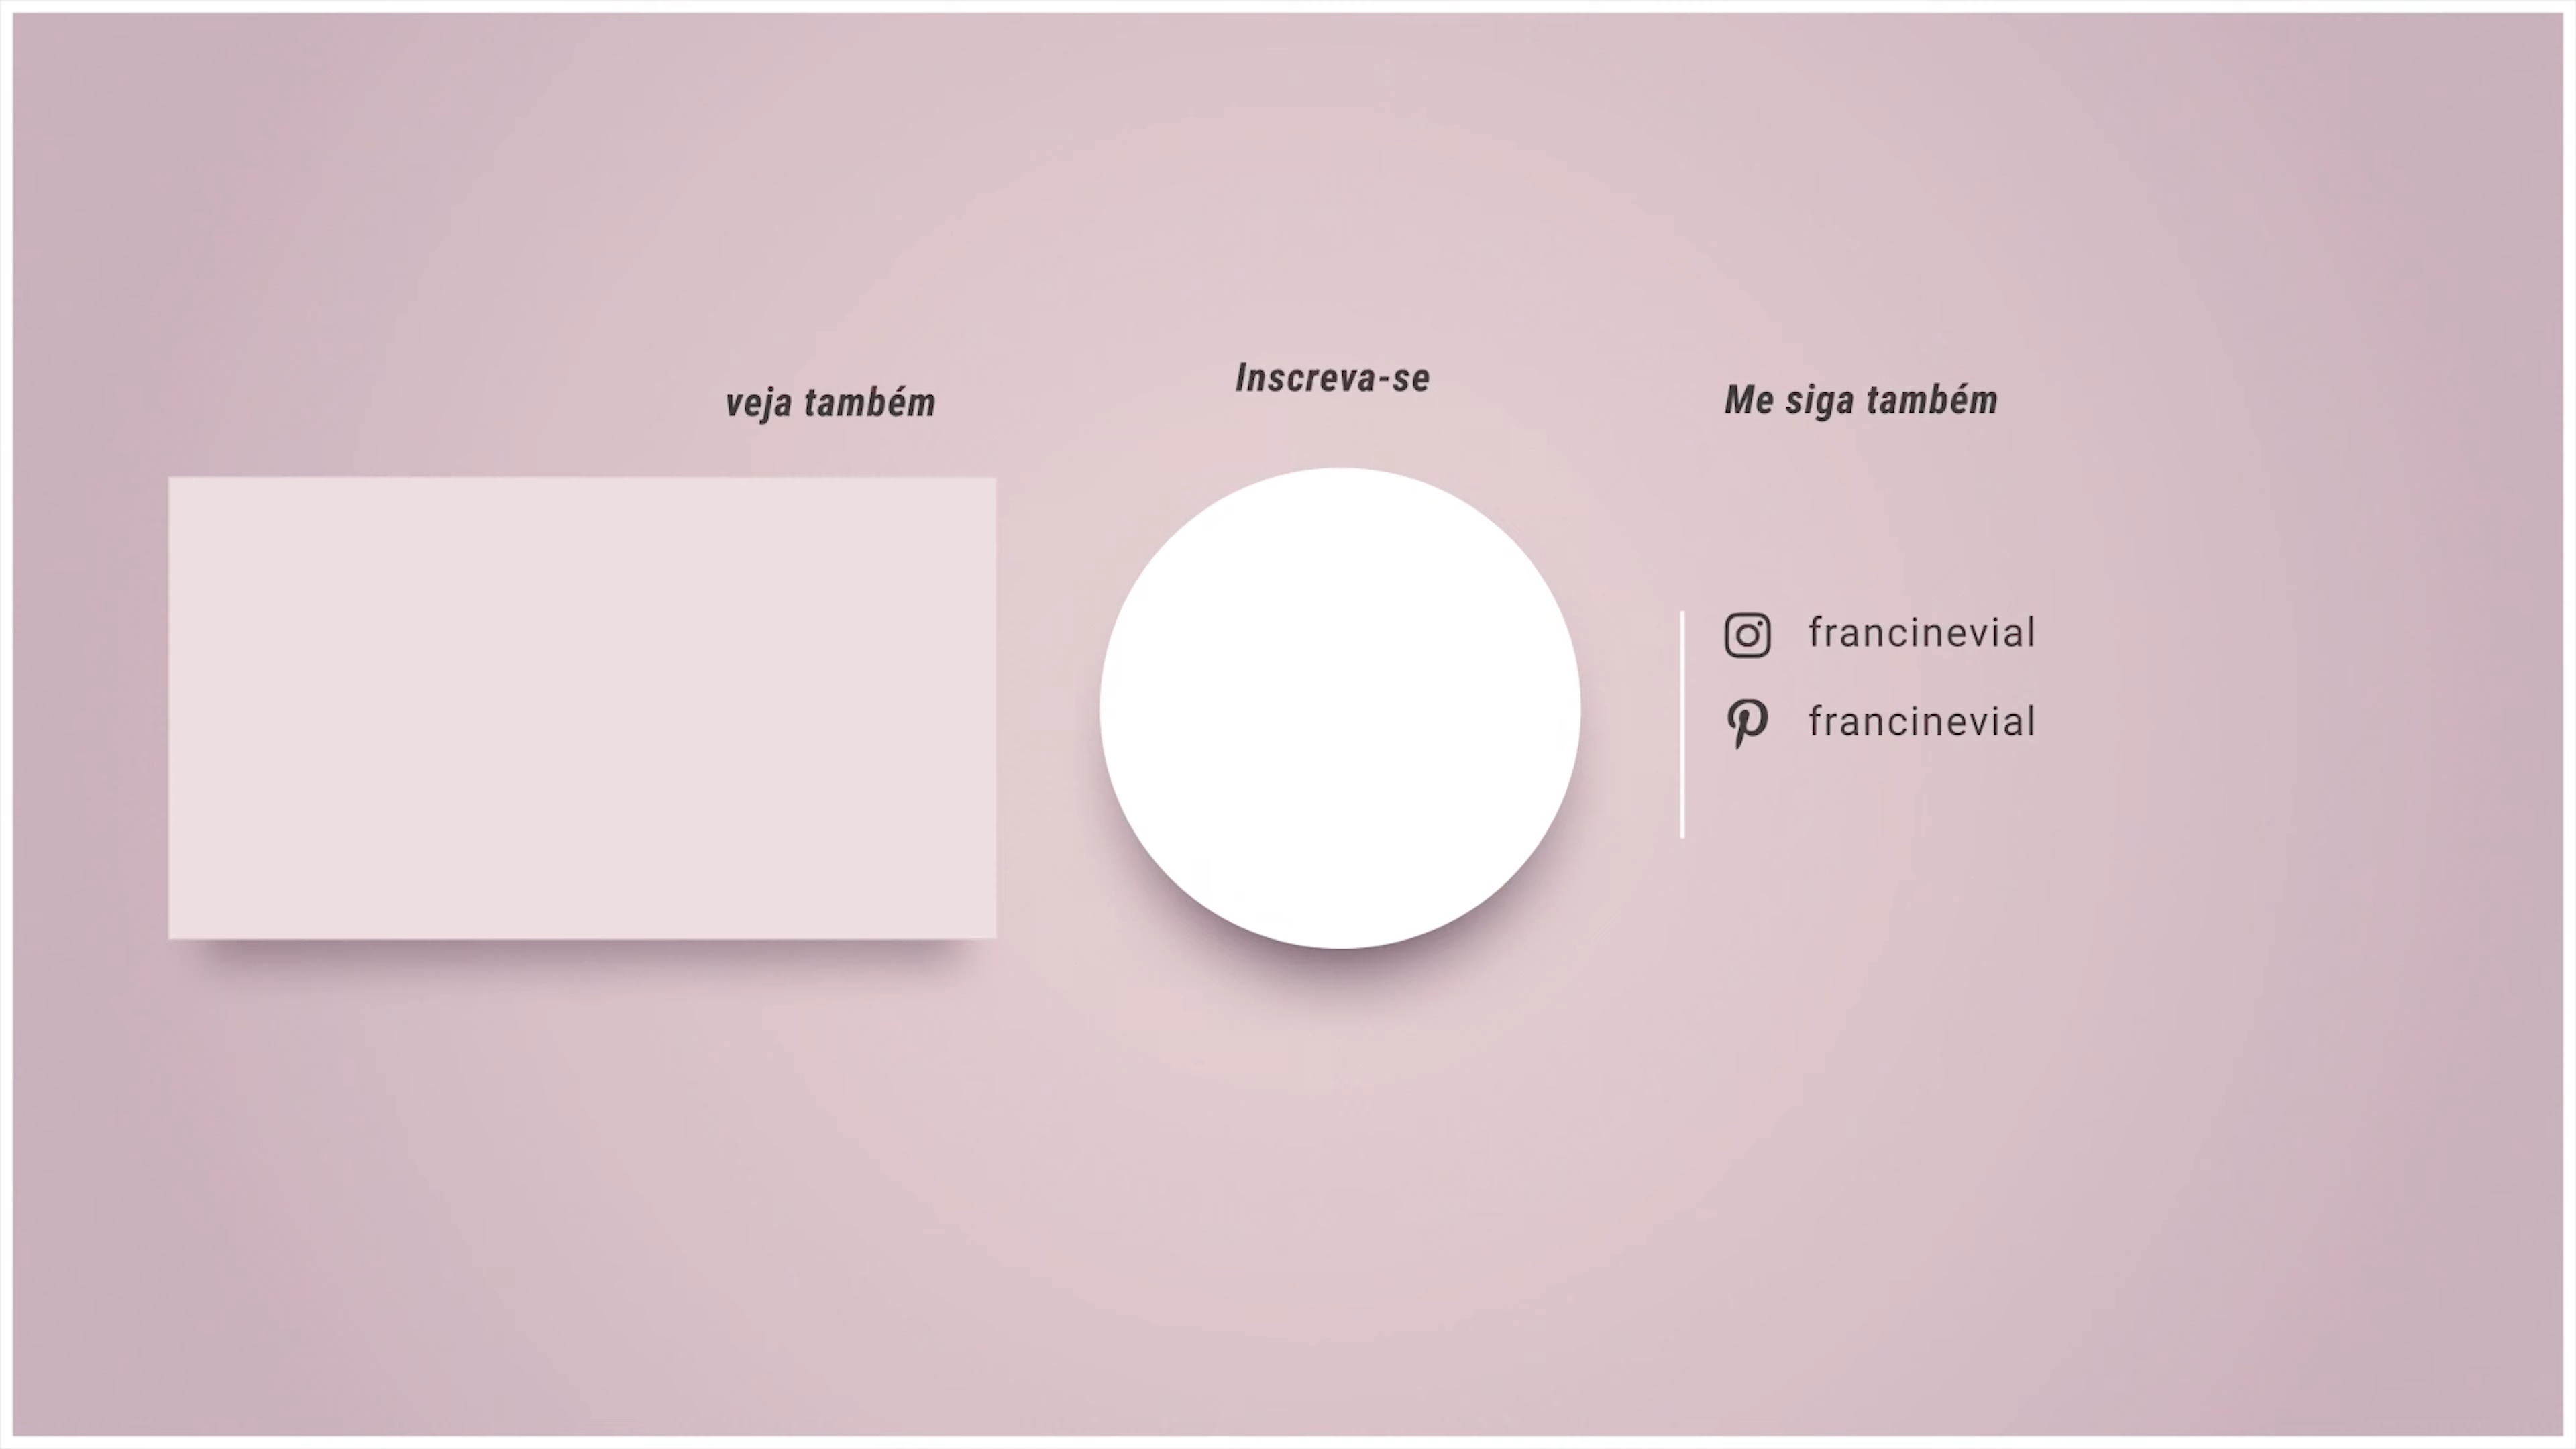 veja também
Inscreva-se
Me siga também
francinevial
francinevial